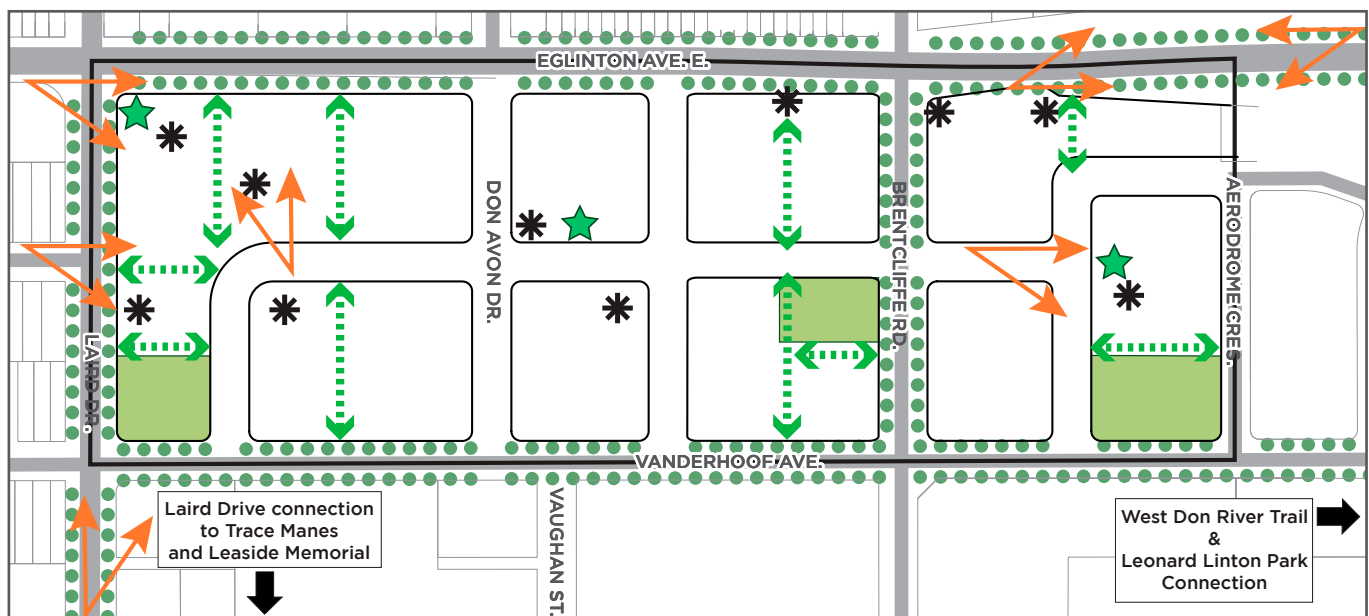 EGLINTON AVE. E.
DON AVON DR.
BRENTCLIFFE RD.
AERODROME CRES.
LAIRD DR.
VANDERHOOF AVE.
Laird Drive connection
to Trace Manes
and Leaside Memorial
VAUGHAN ST.
West Don River Trail
&
Leonard Linton Park
Connection